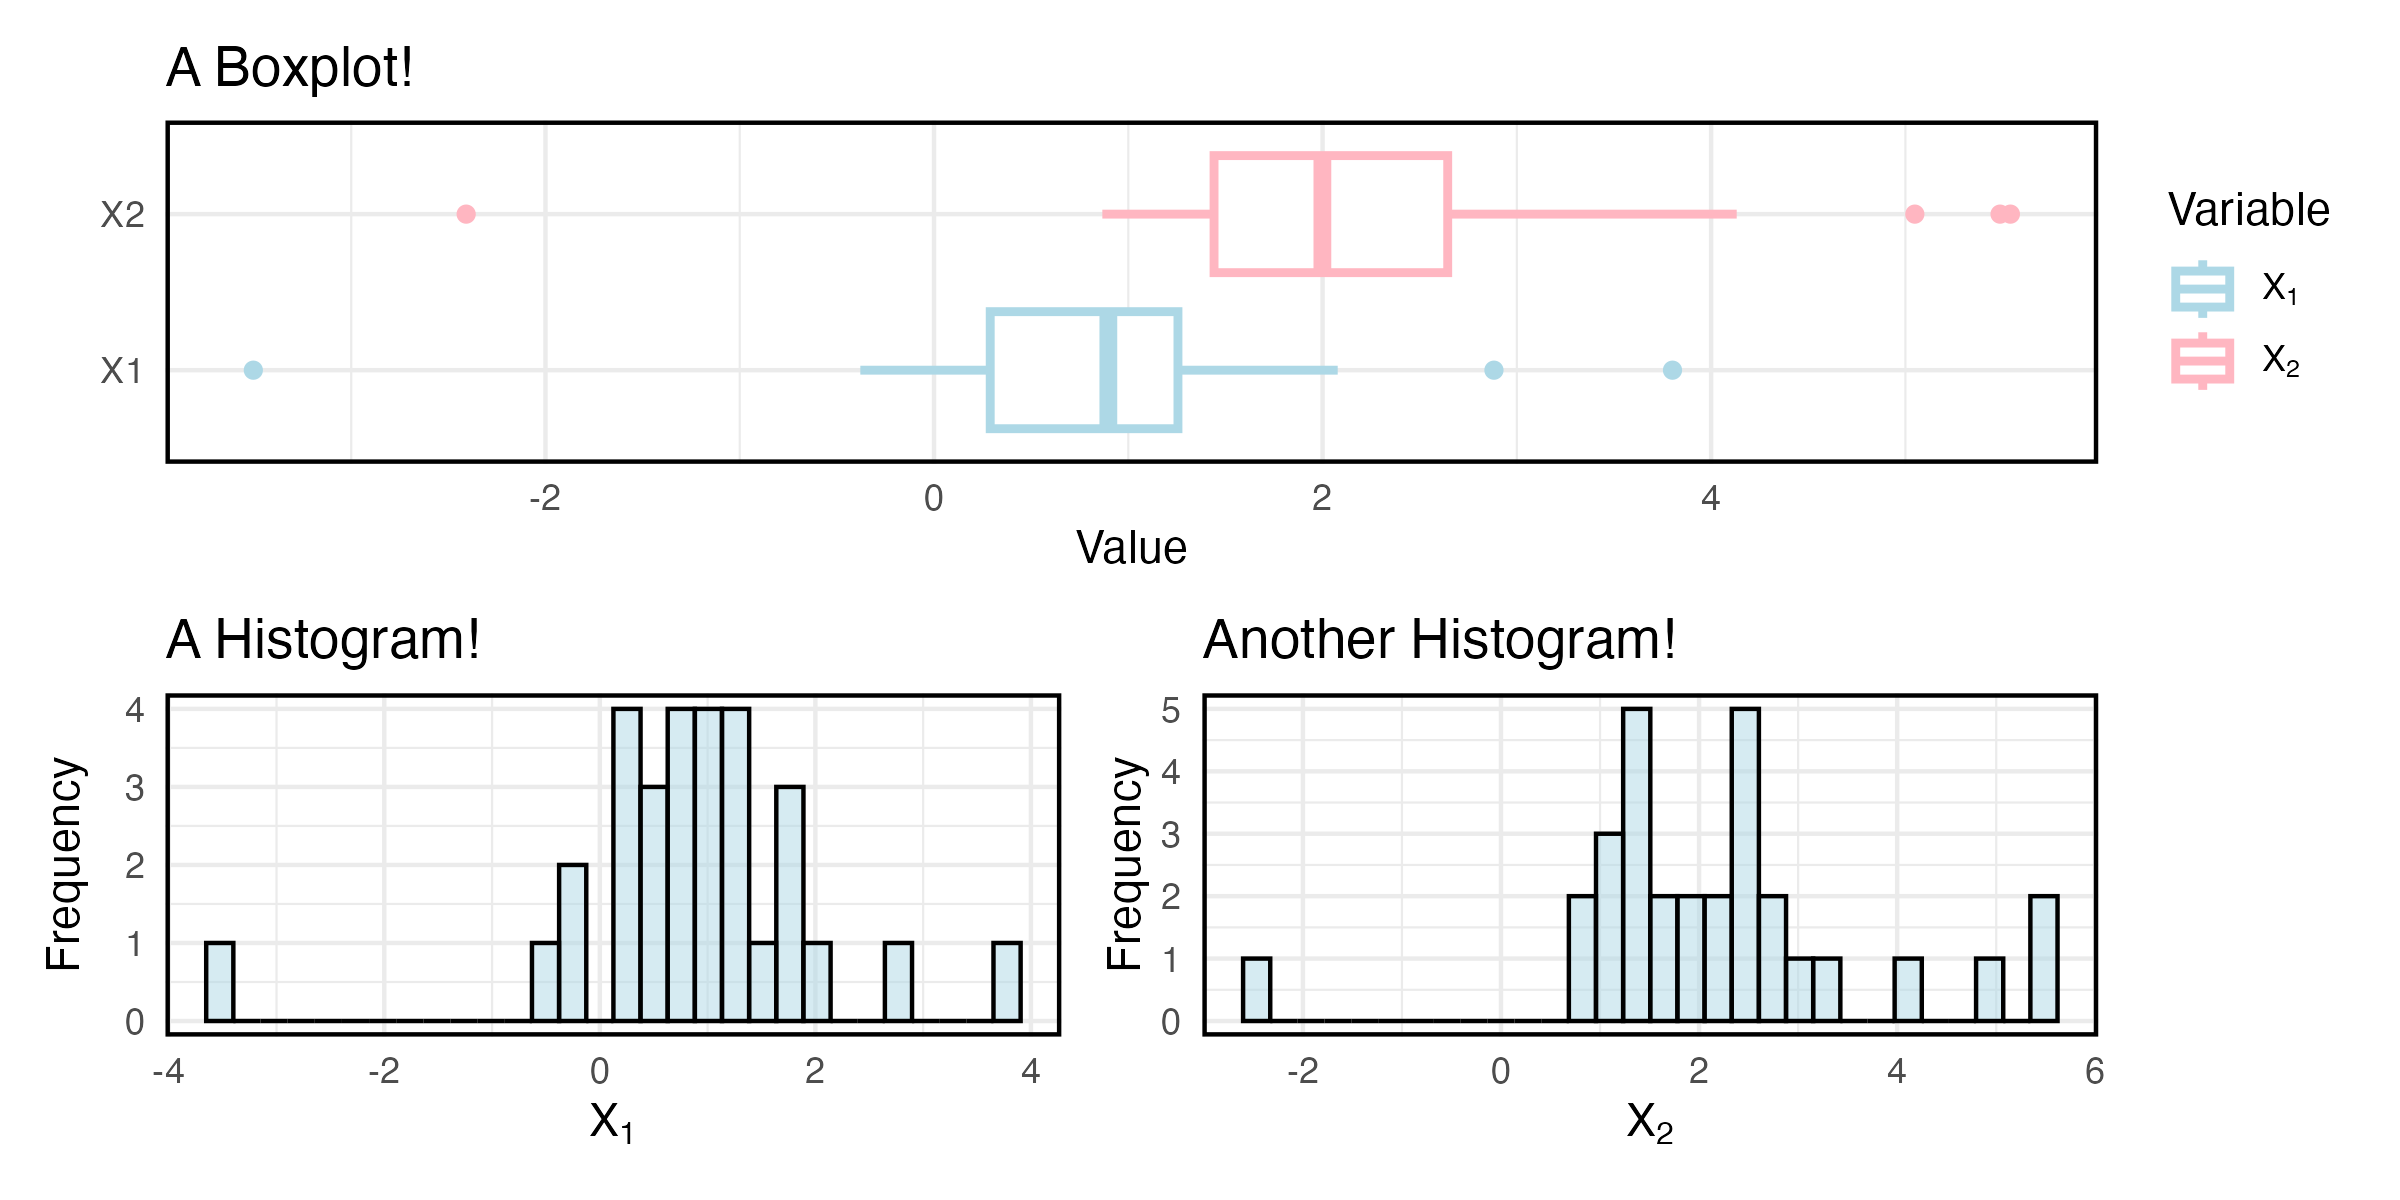 A Boxplot!
X2
X1
-2 0 2 4
Value
Variable
X₁
X₂
A Histogram!
Frequency
4
3
2
1
0
-4 -2 0 2 4
X₁
Another Histogram!
Frequency
5
4
3
2
1
0
-2 0 2 4 6
X₂